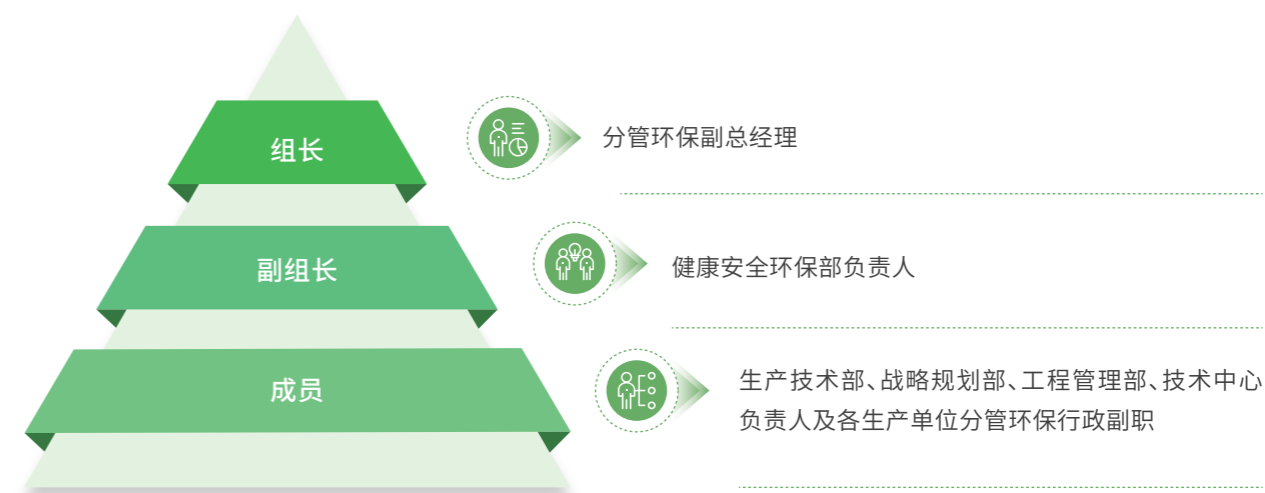 组长
分管环保副总经理
副组长
健康安全环保部负责人
成员
生产技术部、战略规划部、工程管理部、技术中心
负责人及各生产单位分管环保行政副职